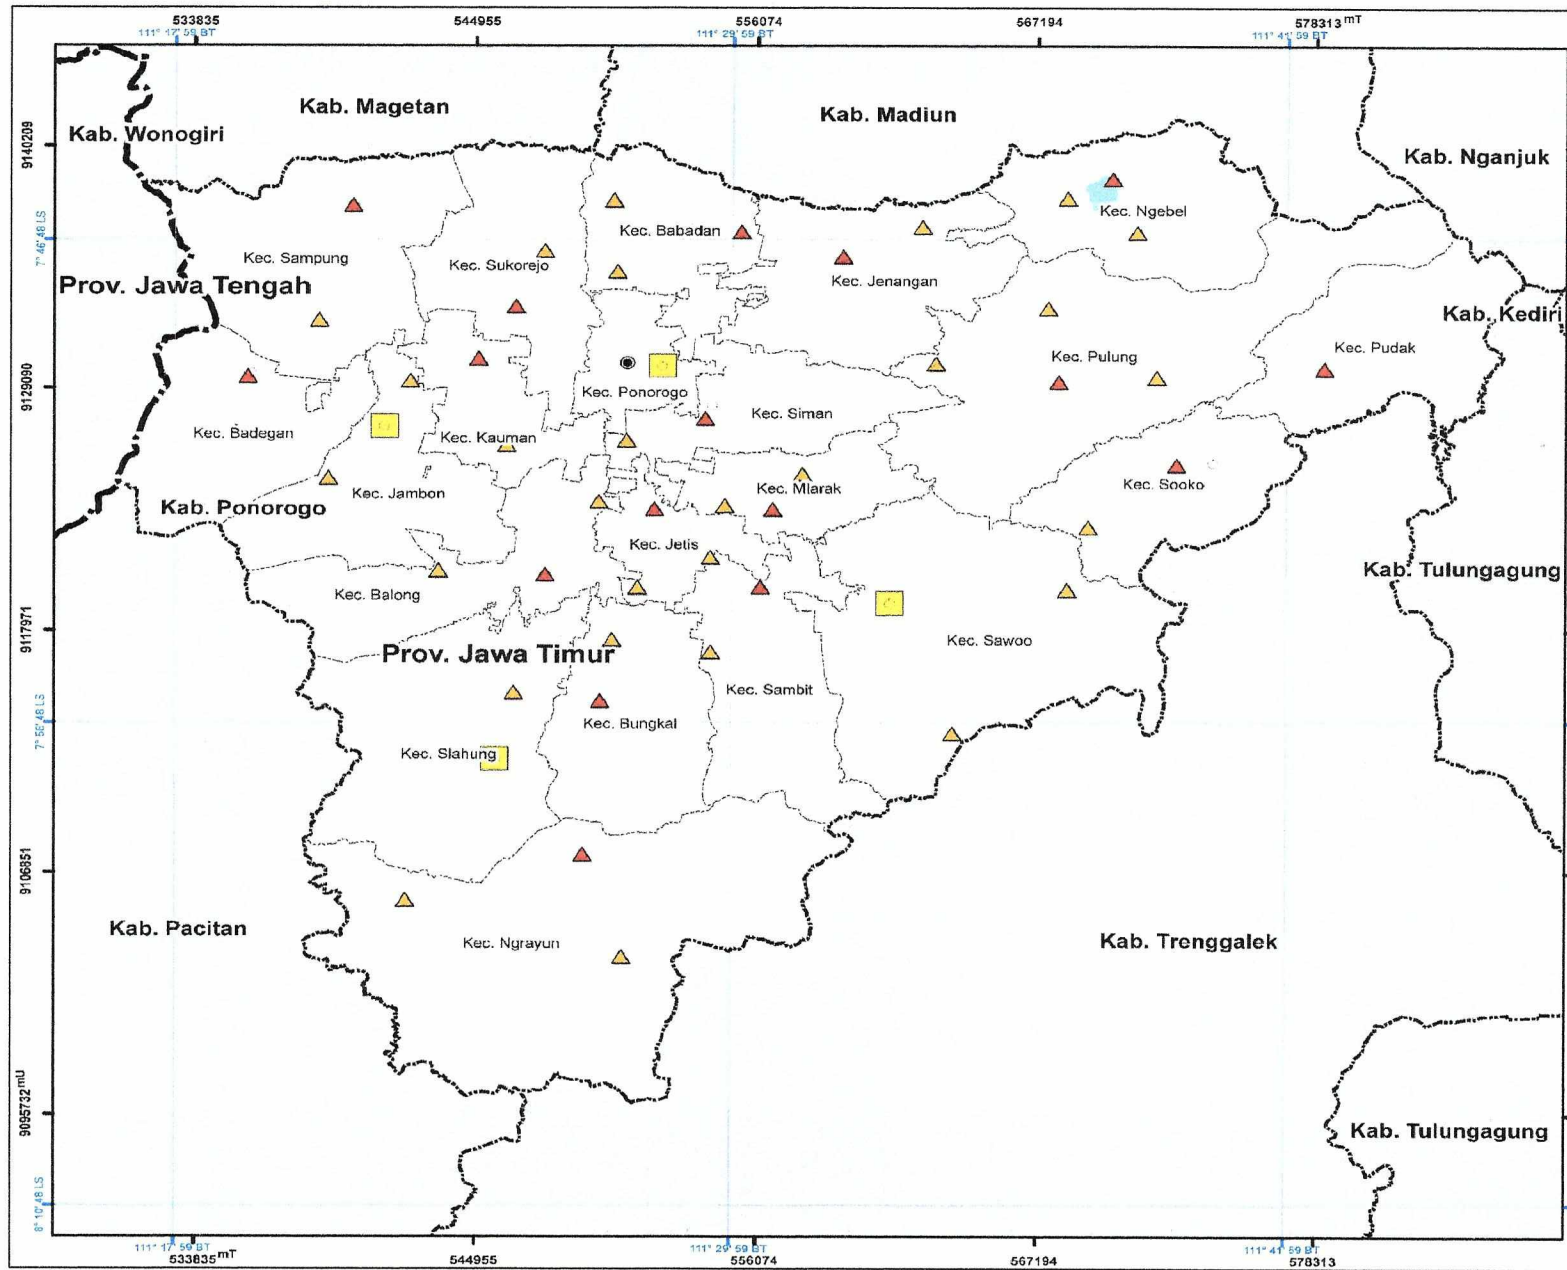 533835
544955
556074
567194
578313 mT
111° 17' 59 BT
111° 29' 59 BT
111° 41' 59 BT
Kab. Magetan
Kab. Madiun
Kab. Wonogiri
9140209
Kab. Nganjuk
Kec. Ngebel
7° 46' 48 LS
Kec. Babadan
Kec. Sampung
Kec. Sukorejo
Kec. Jenangan
Prov. Jawa Tengah
Kab. Kediri
Kec. Pulung
Kec. Pudak
9129090
Kec. Ponorogo
Kec. Siman
Kec. Badegan
Kec. Kauman
Kec. Sooko
Kec. Mlarak
Kec. Jambon
Kab. Ponorogo
Kec. Jetis
Kab. Tulungagung
Kec. Balong
9117971
Kec. Sawoo
Prov. Jawa Timur
Kec. Sambit
7° 58' 48 LS
Kec. Bungkal
Kec. Slahung
9106851
Kab. Pacitan
Kec. Ngrayun
Kab. Trenggalek
9095732 mU
Kab. Tulungagung
8° 10' 48 LS
111° 17' 59 BT
111° 29' 59 BT
111° 41' 59 BT
533835 mT
544955
556074
567194
578313